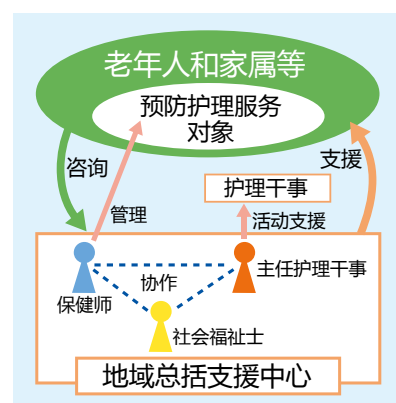 老年人和家属等
预防护理服务
对象
咨询
支援
护理干事
管理
活动支援
主任护理干事
协作
保健师
社会福祉士
地域总括支援中心